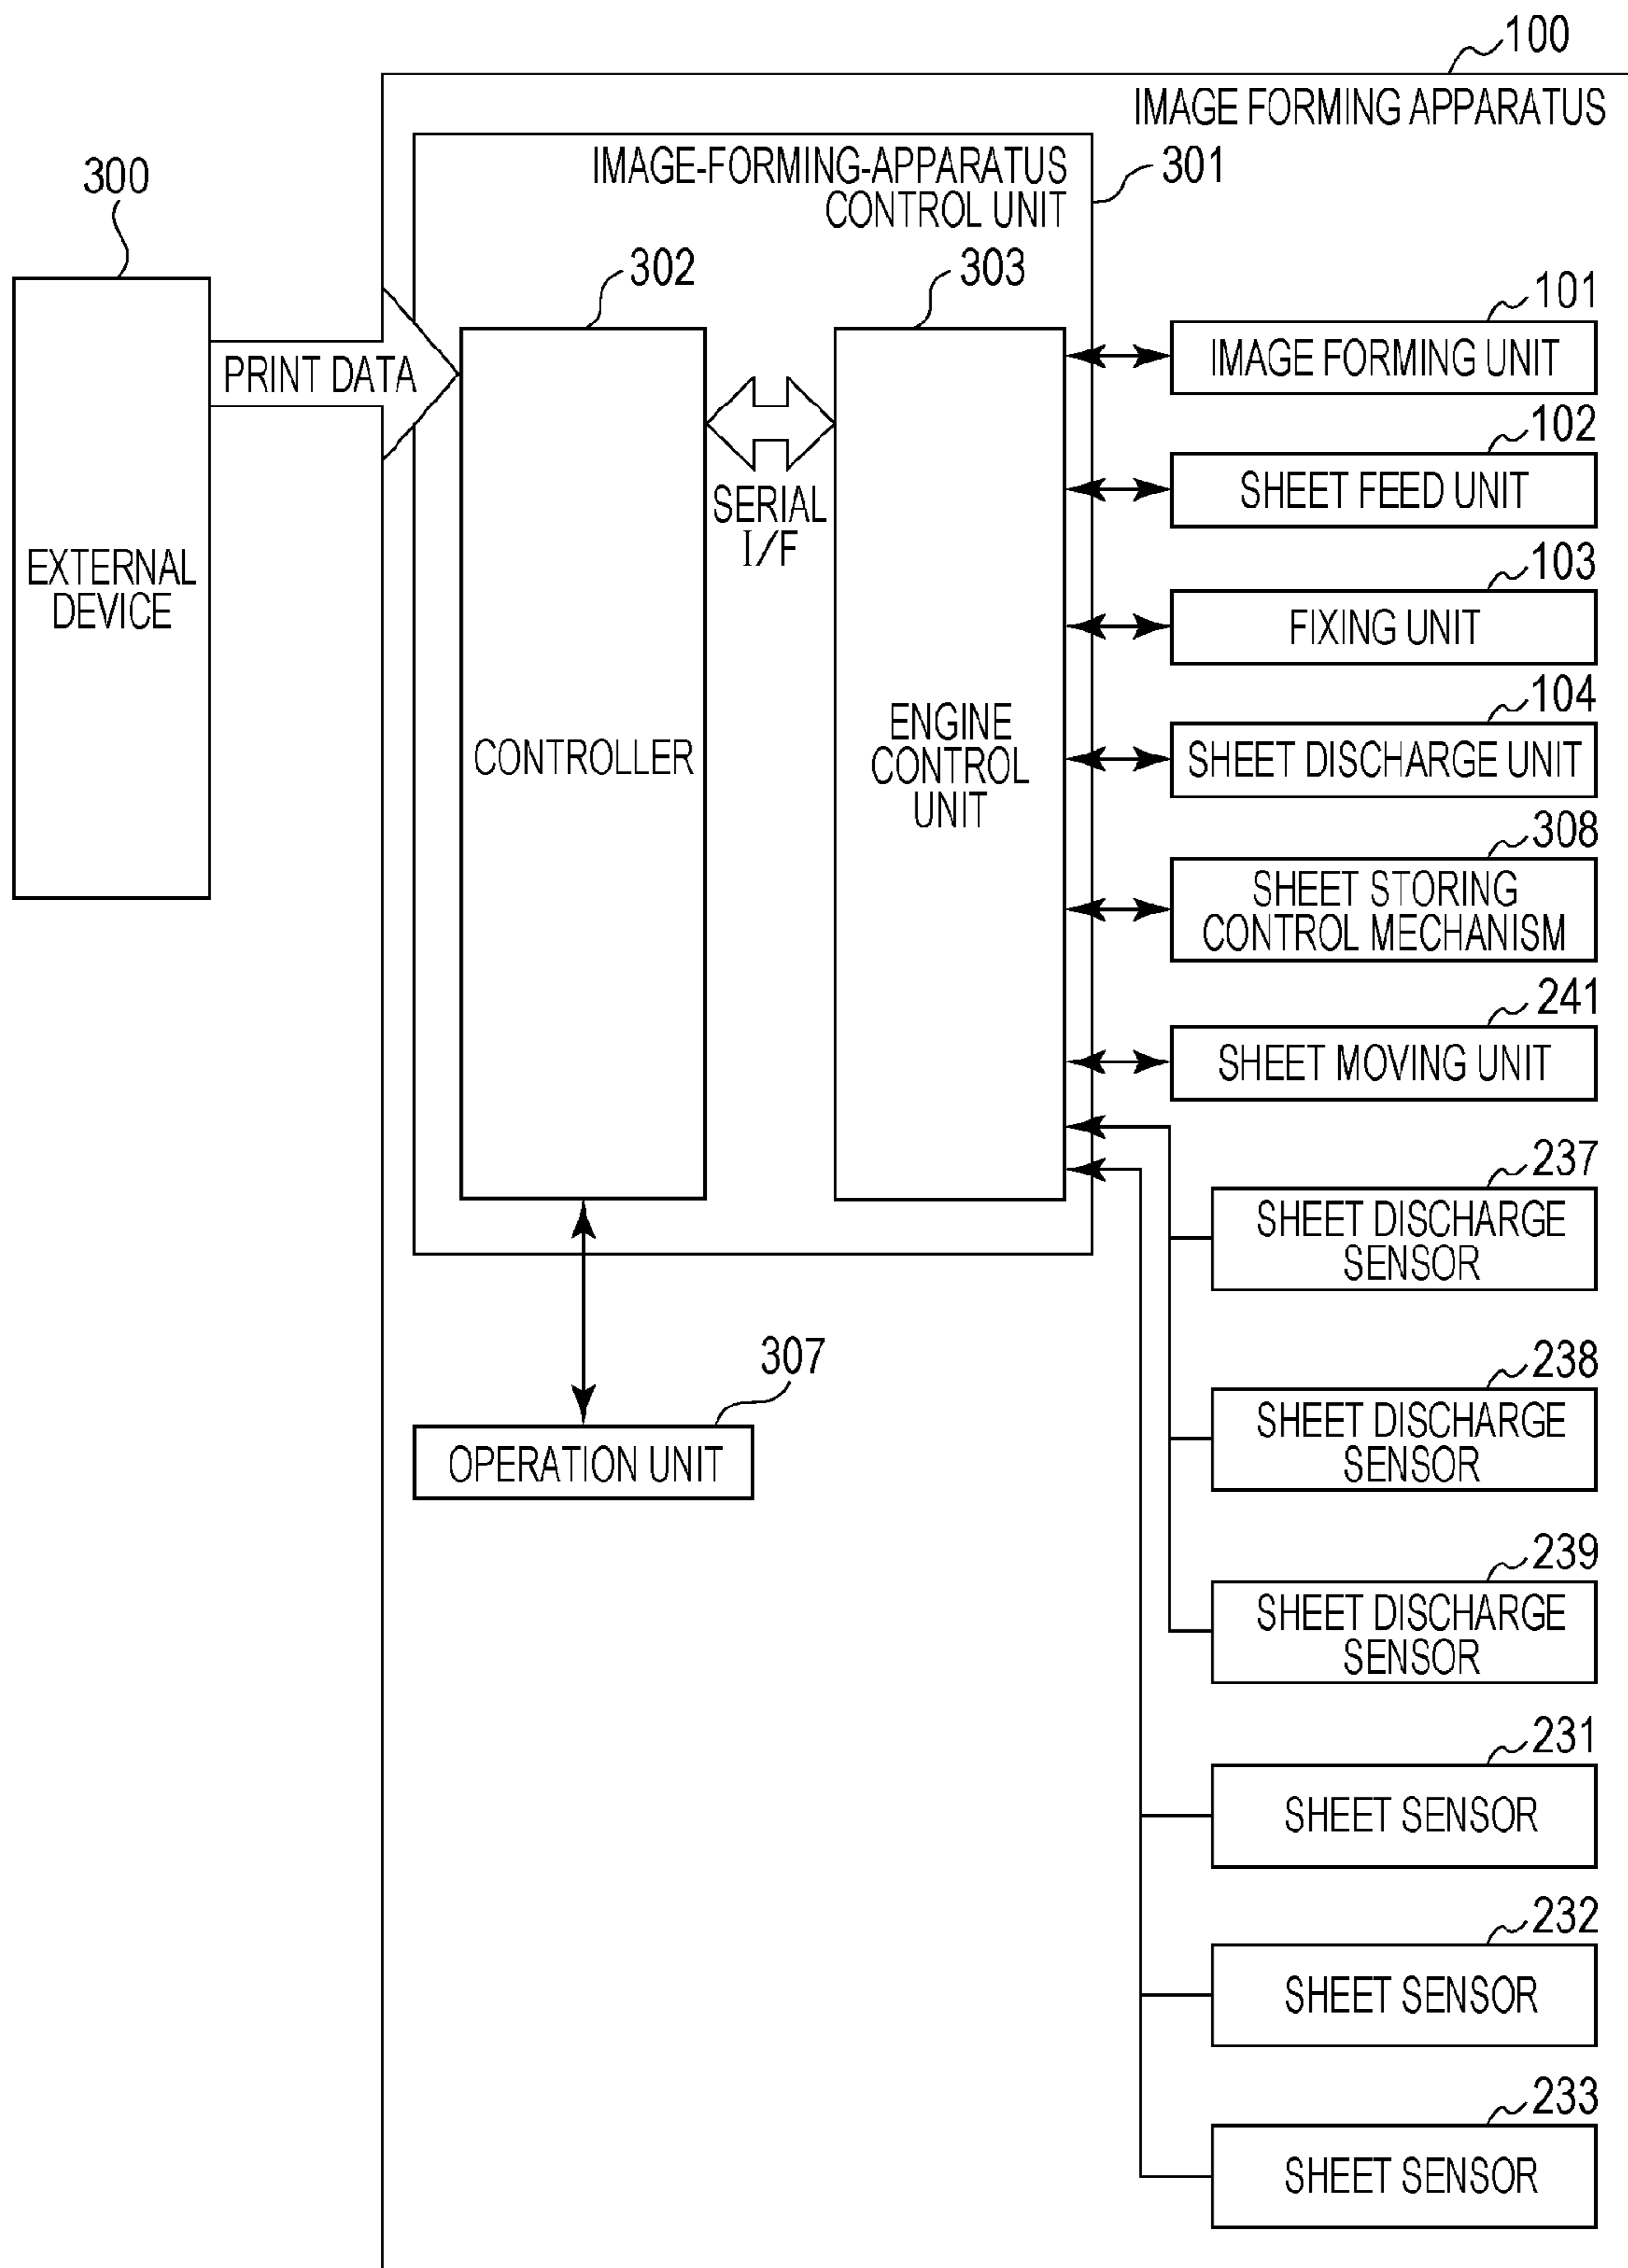 100
IMAGE FORMING APPARATUS
IMAGE-FORMING-APPARATUS
CONTROL UNIT
301
300
EXTERNAL
DEVICE
PRINT DATA
302
CONTROLLER
SERIAL
I/F
303
ENGINE
CONTROL
UNIT
101
IMAGE FORMING UNIT
102
SHEET FEED UNIT
103
FIXING UNIT
104
SHEET DISCHARGE UNIT
308
SHEET STORING
CONTROL MECHANISM
241
SHEET MOVING UNIT
237
SHEET DISCHARGE
SENSOR
307
OPERATION UNIT
238
SHEET DISCHARGE
SENSOR
239
SHEET DISCHARGE
SENSOR
231
SHEET SENSOR
232
SHEET SENSOR
233
SHEET SENSOR